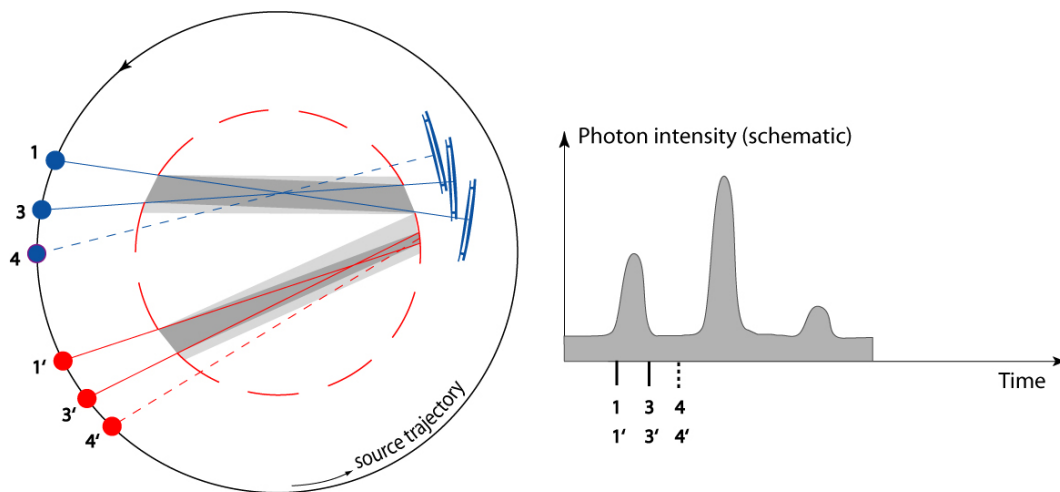 1
3
4
1‘
3‘
4‘
source trajectory
Photon intensity (schematic)
Time
1 3 4
1‘ 3‘ 4‘